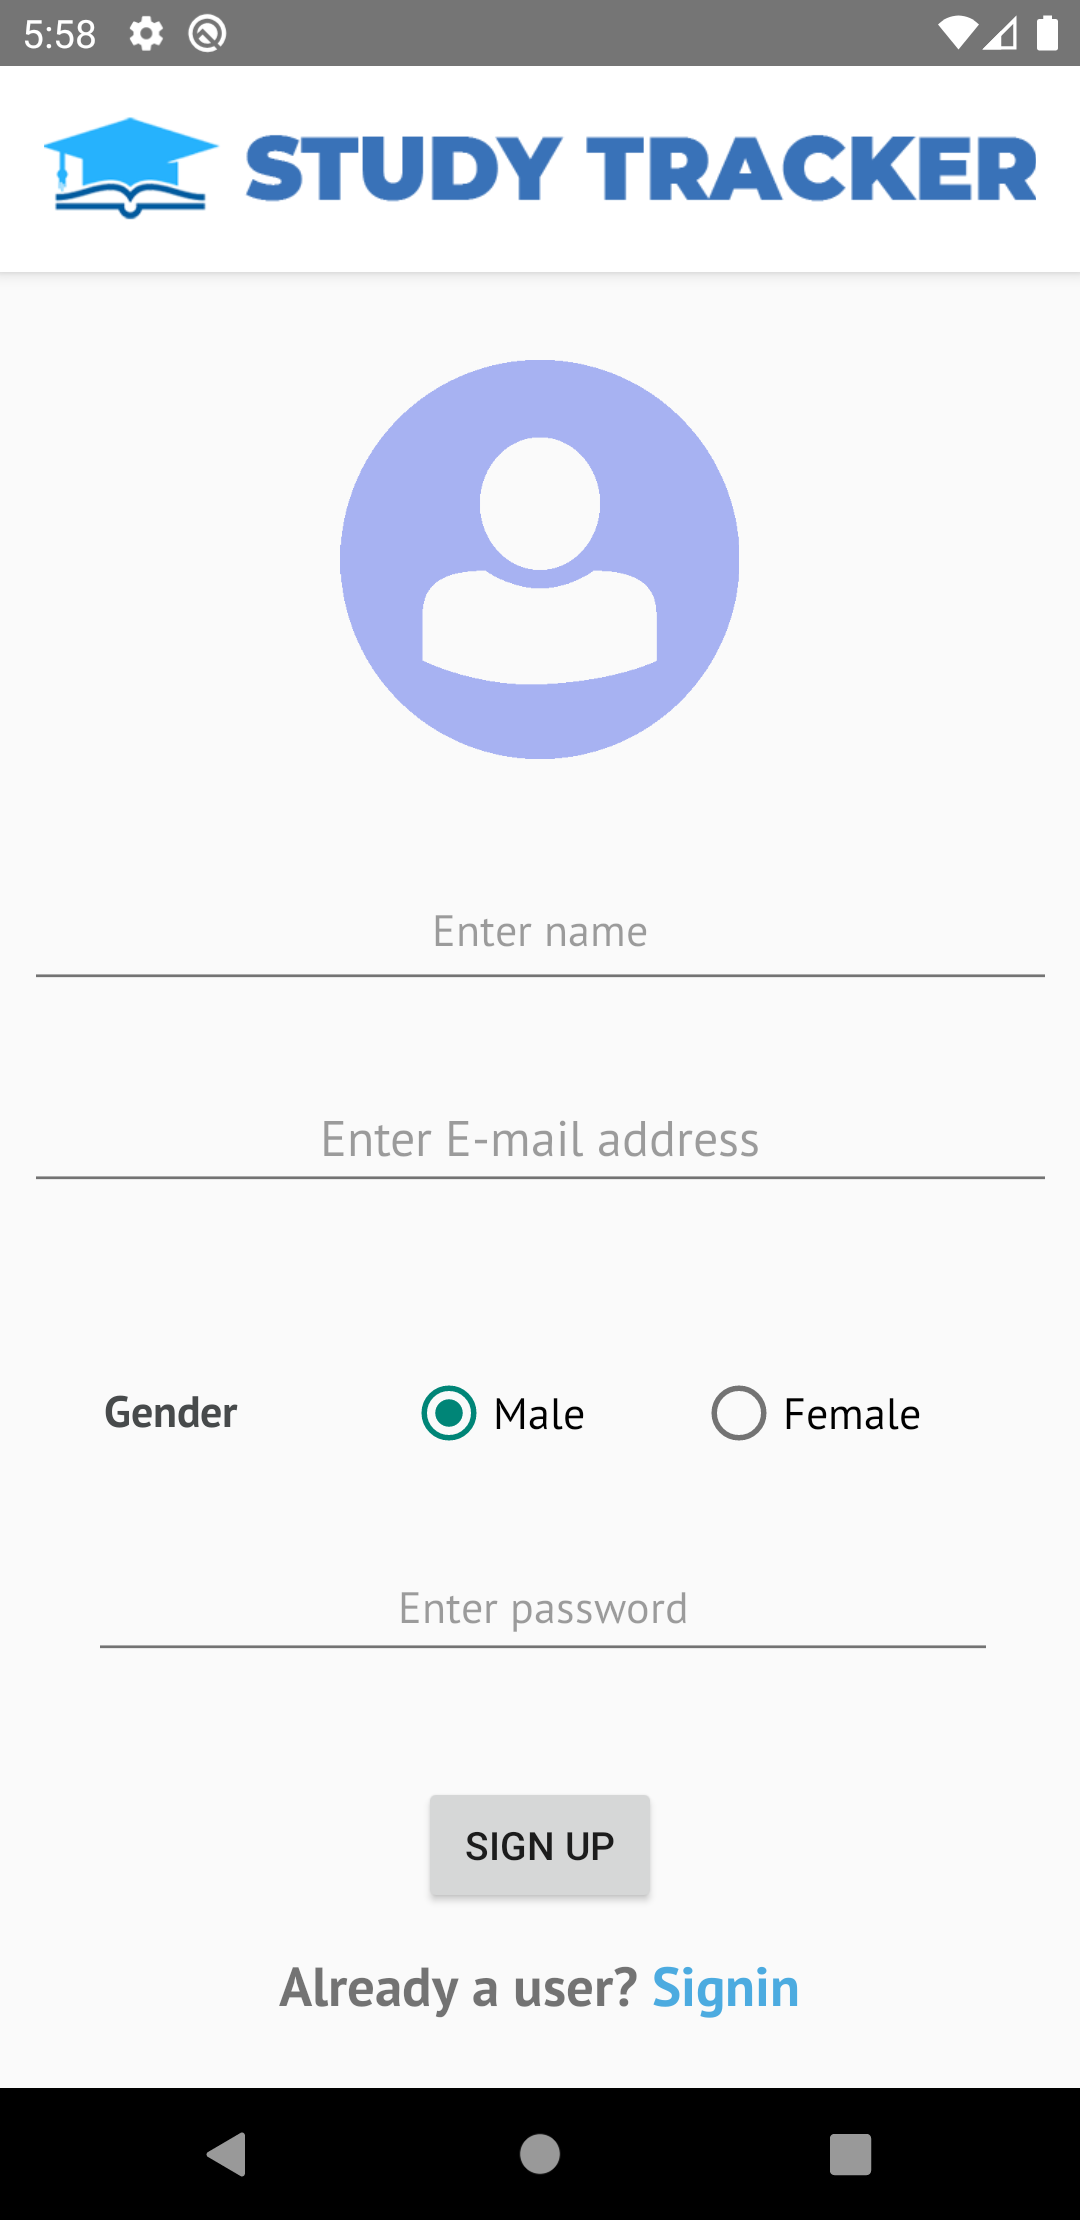 5:58
STUDY TRACKER
Enter name
Enter E-mail address
Gender Male Female
Enter password
SIGN UP
Already a user? Signin